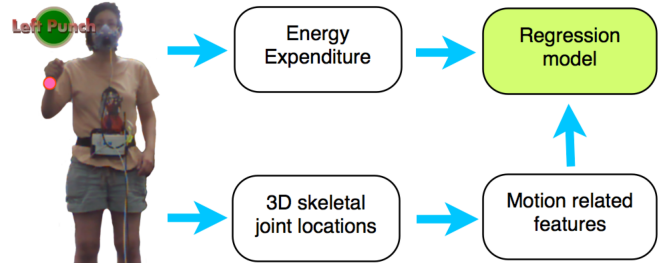 Left Punch
Energy
Expenditure
Regression
model
3D skeletal
joint locations
Motion related
features